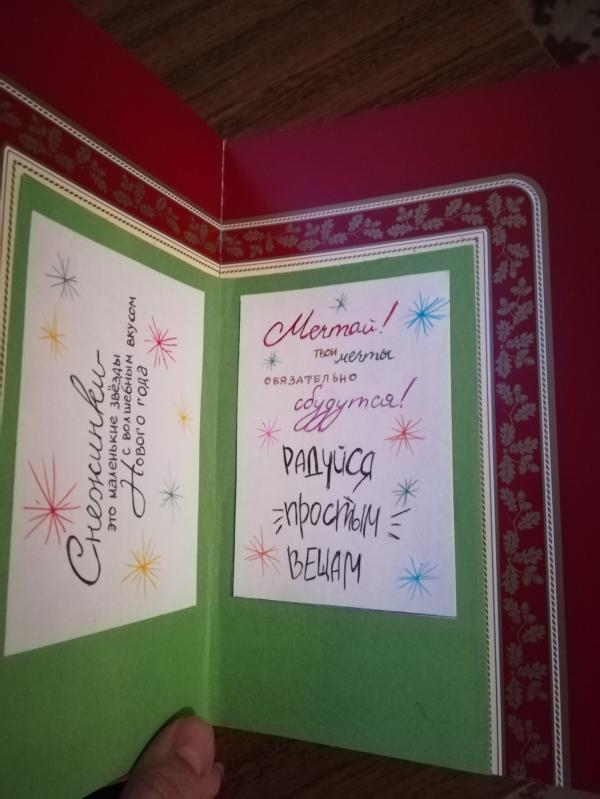 Снежинки-
это маленькие звёзды
с волшебным вкусом
Нового года
Мечтай!
твои мечты
обязательно
сбудутся!
РАДУЙСЯ
ПРОСТЫМ
ВЕЩАМ